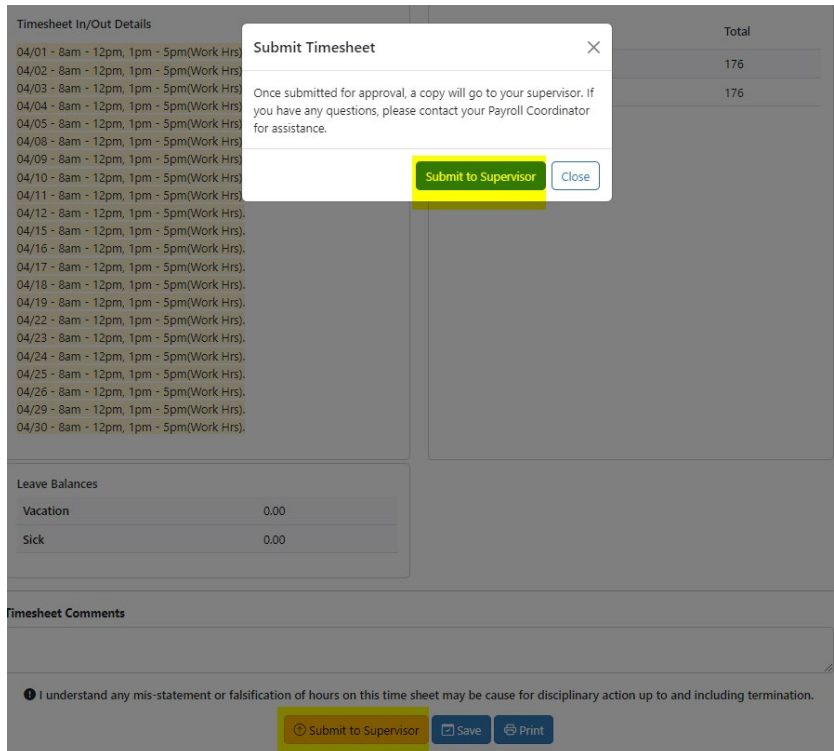 Timesheet In/Out Details
Total
04/01 - 8am - 12pm, 1pm - 5pm(Work Hrs)
176
04/02 - 8am - 12pm, 1pm - 5pm(Work Hrs)
04/03 - 8am - 12pm, 1pm - 5pm(Work Hrs)
176
04/04 - 8am - 12pm, 1pm - 5pm(Work Hrs)
04/05 - 8am - 12pm, 1pm - 5pm(Work Hrs)
04/08 - 8am - 12pm, 1pm - 5pm(Work Hrs)
04/09 - 8am - 12pm, 1pm - 5pm(Work Hrs)
04/10 - 8am - 12pm, 1pm - 5pm(Work Hrs)
04/11 - 8am - 12pm, 1pm - 5pm(Work Hrs)
04/12 - 8am - 12pm, 1pm - 5pm(Work Hrs).
04/15 - 8am - 12pm, 1pm - 5pm(Work Hrs).
04/16 - 8am - 12pm, 1pm - 5pm(Work Hrs).
04/17 - 8am - 12pm, 1pm - 5pm(Work Hrs).
04/18 - 8am - 12pm, 1pm - 5pm(Work Hrs).
04/19 - 8am - 12pm, 1pm - 5pm(Work Hrs).
04/22 - 8am - 12pm, 1pm - 5pm(Work Hrs).
04/23 - 8am - 12pm, 1pm - 5pm(Work Hrs).
04/24 - 8am - 12pm, 1pm - 5pm(Work Hrs).
04/25 - 8am - 12pm, 1pm - 5pm(Work Hrs).
04/26 - 8am - 12pm, 1pm - 5pm(Work Hrs).
04/29 - 8am - 12pm, 1pm - 5pm(Work Hrs).
04/30 - 8am - 12pm, 1pm - 5pm(Work Hrs).
Submit Timesheet
Once submitted for approval, a copy will go to your supervisor. If
you have any questions, please contact your Payroll Coordinator
for assistance.
Submit to Supervisor Close
Leave Balances
Vacation 0.00
Sick 0.00
Timesheet Comments
I understand any mis-statement or falsification of hours on this time sheet may be cause for disciplinary action up to and including termination.
Submit to Supervisor Save Print